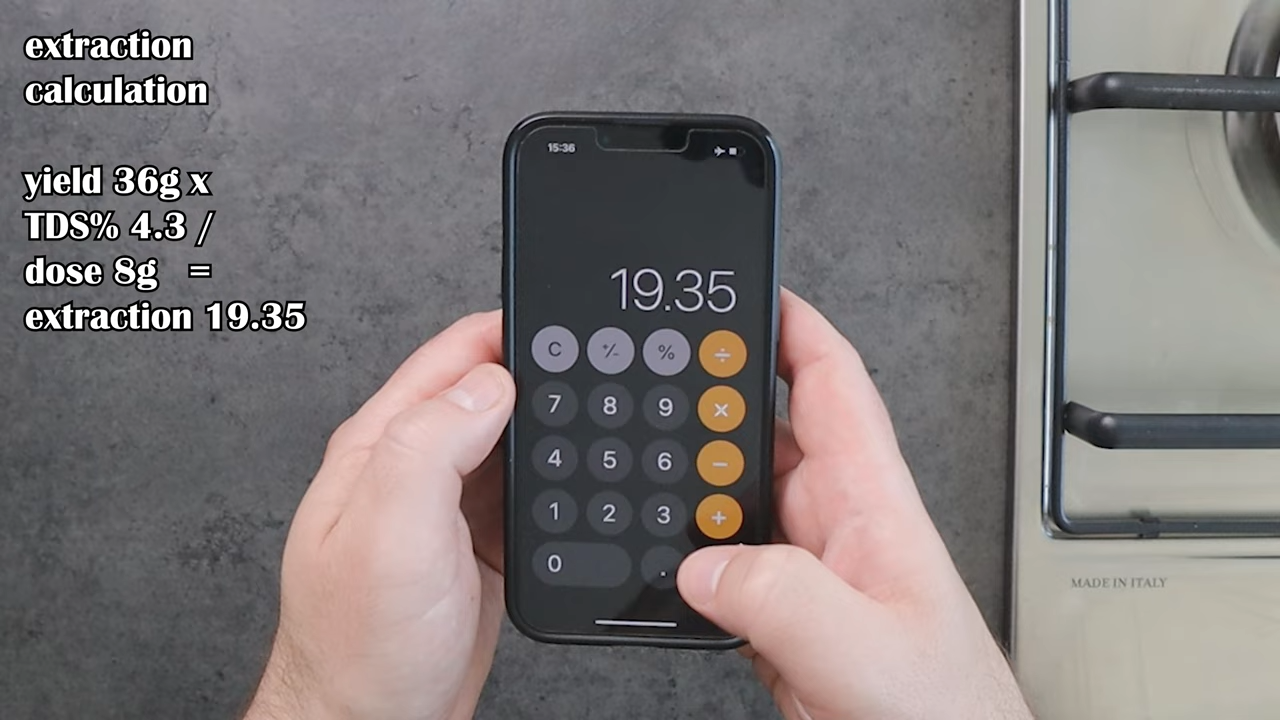 extraction
calculation
yield 36g x
TDS% 4.3 /
dose 8g =
extraction 19.35
15:36
19.35
C +/- % ÷
7 8 9 ×
4 5 6 −
1 2 3 +
0 .
MADE IN ITALY